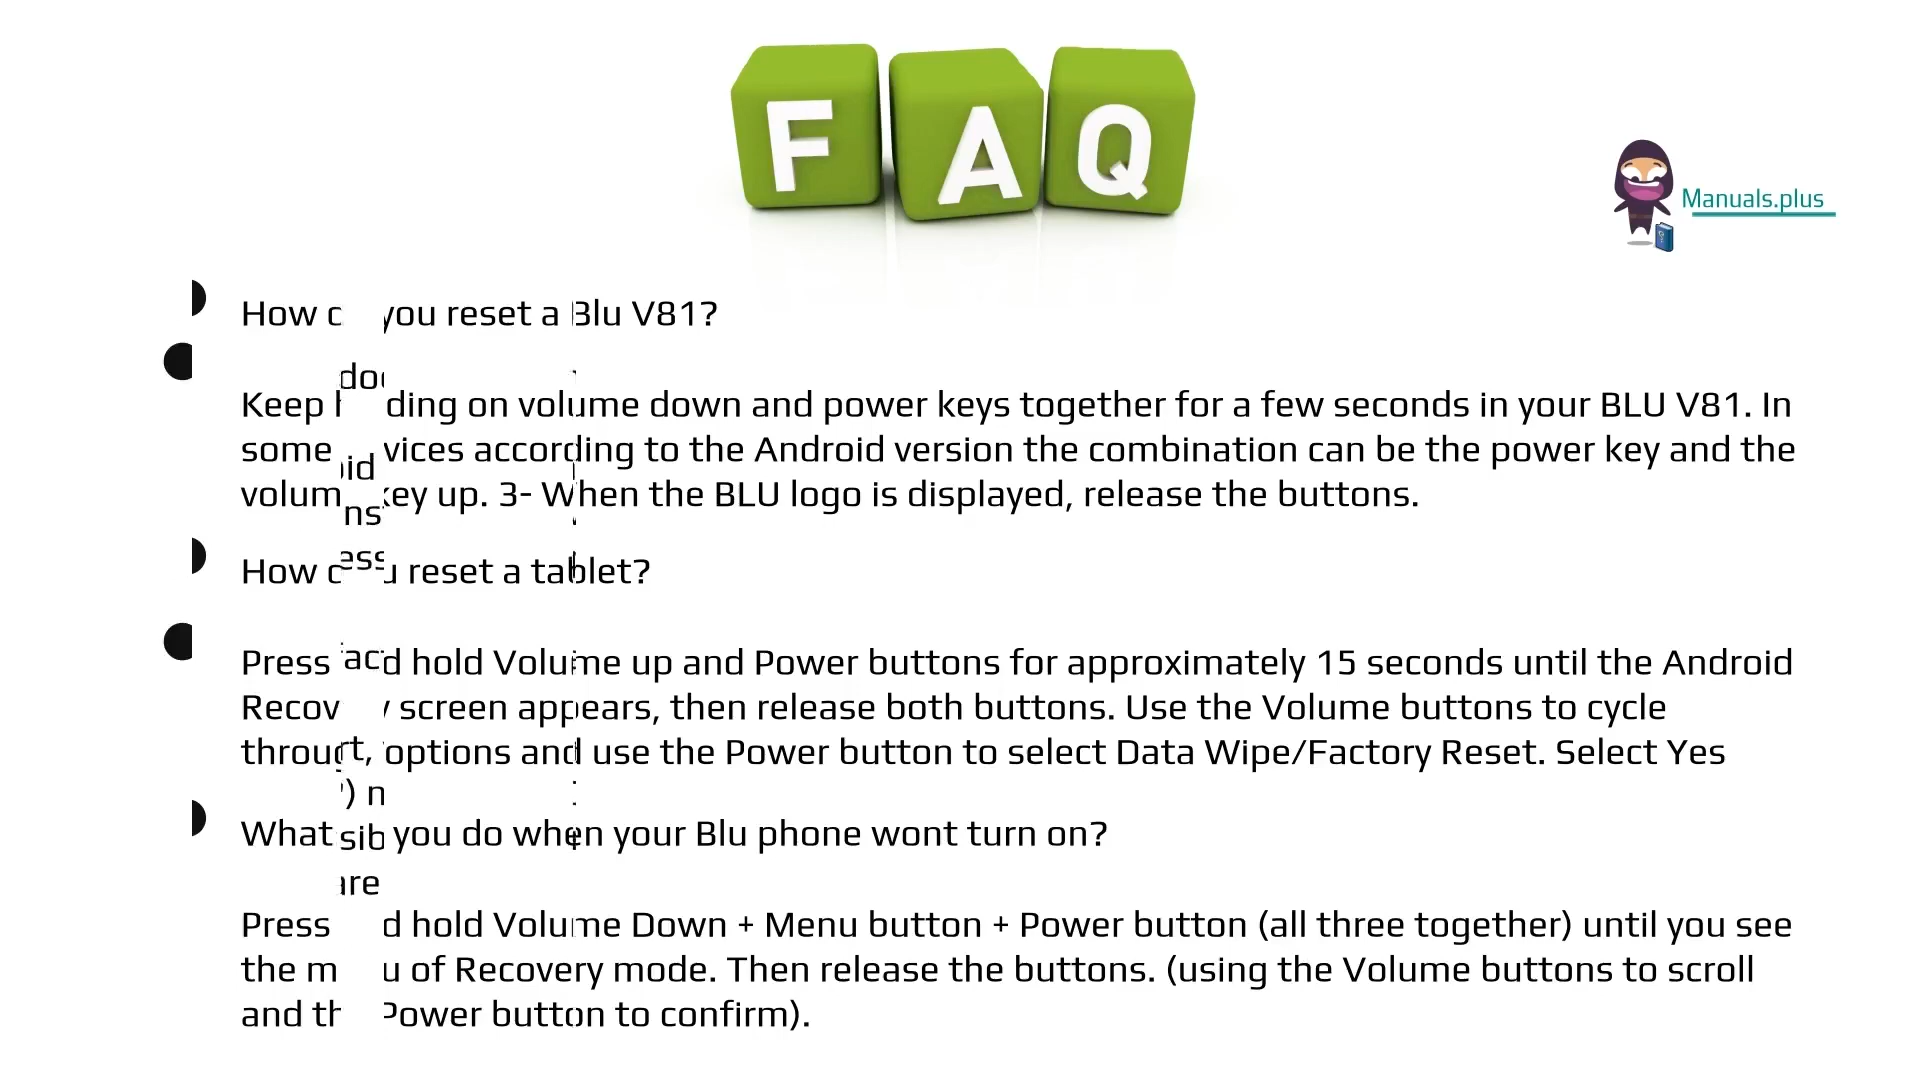 FAQ
Manuals.plus
How you reset a Blu V81?
Keep on volume down and power keys together for a few seconds in your BLU V81. In
some according to the Android version the combination can be the power key and the
key up. 3- When the BLU logo is displayed, release the buttons.
How reset a tablet?
Press hold Volume up and Power buttons for approximately 15 seconds until the Android
screen appears, then release both buttons. Use the Volume buttons to cycle
options and use the Power button to select Data Wipe/Factory Reset. Select Yes
What you do when your Blu phone wont turn on?
Press hold Volume Down + Menu button + Power button (all three together) until you see
the of Recovery mode. Then release the buttons. (using the Volume buttons to scroll
and Power button to confirm).